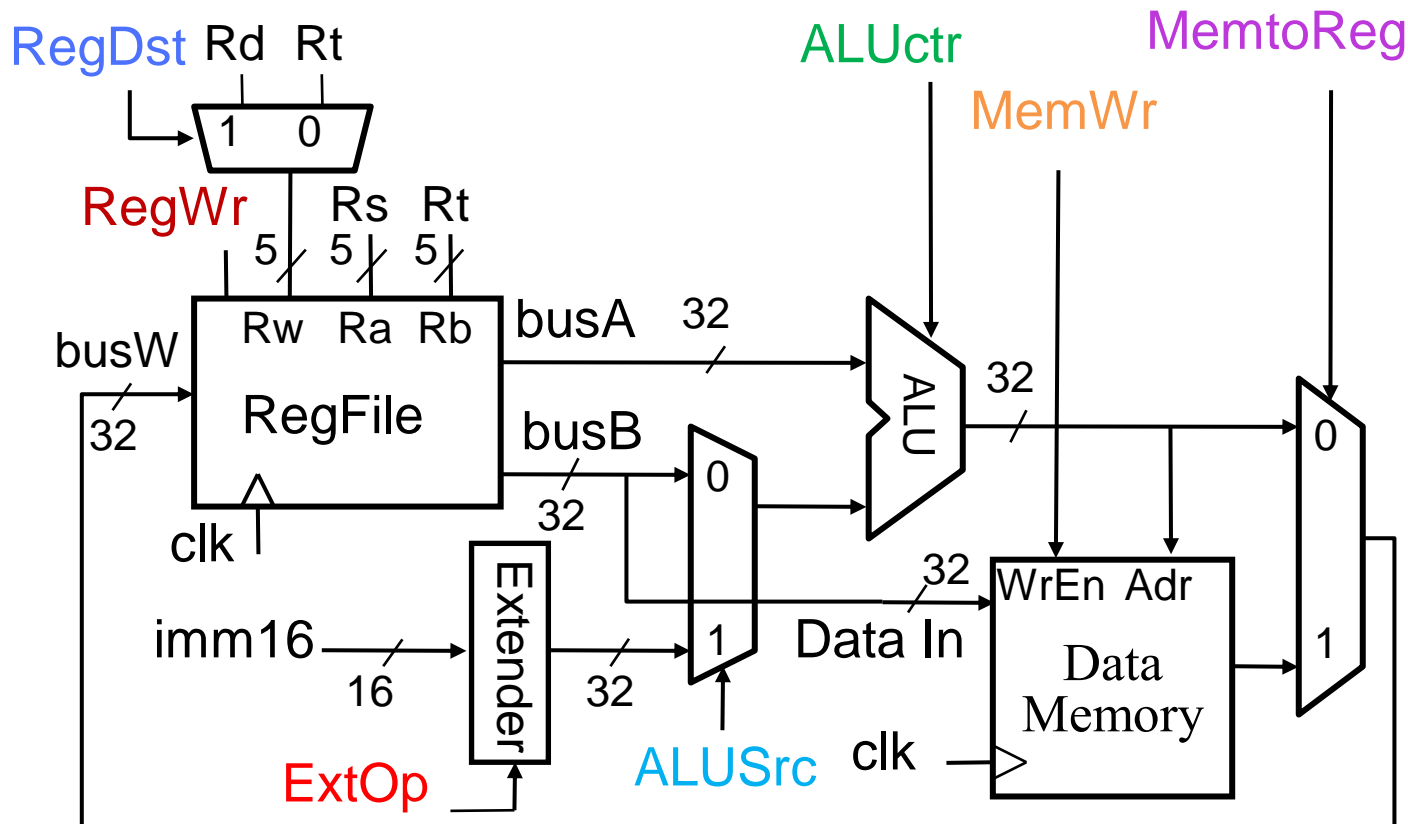 RegDst Rd Rt ALUctr MemtoReg
MemWr
1 0
RegWr Rs Rt
5 5 5
Rw Ra Rb busA 32
busW 32
32 RegFile busB ALU 0
0
32
clk
Extender 32 WrEn Adr
imm16 1 Data In 1
16 32 Data
Memory
ExtOp ALUSrc clk